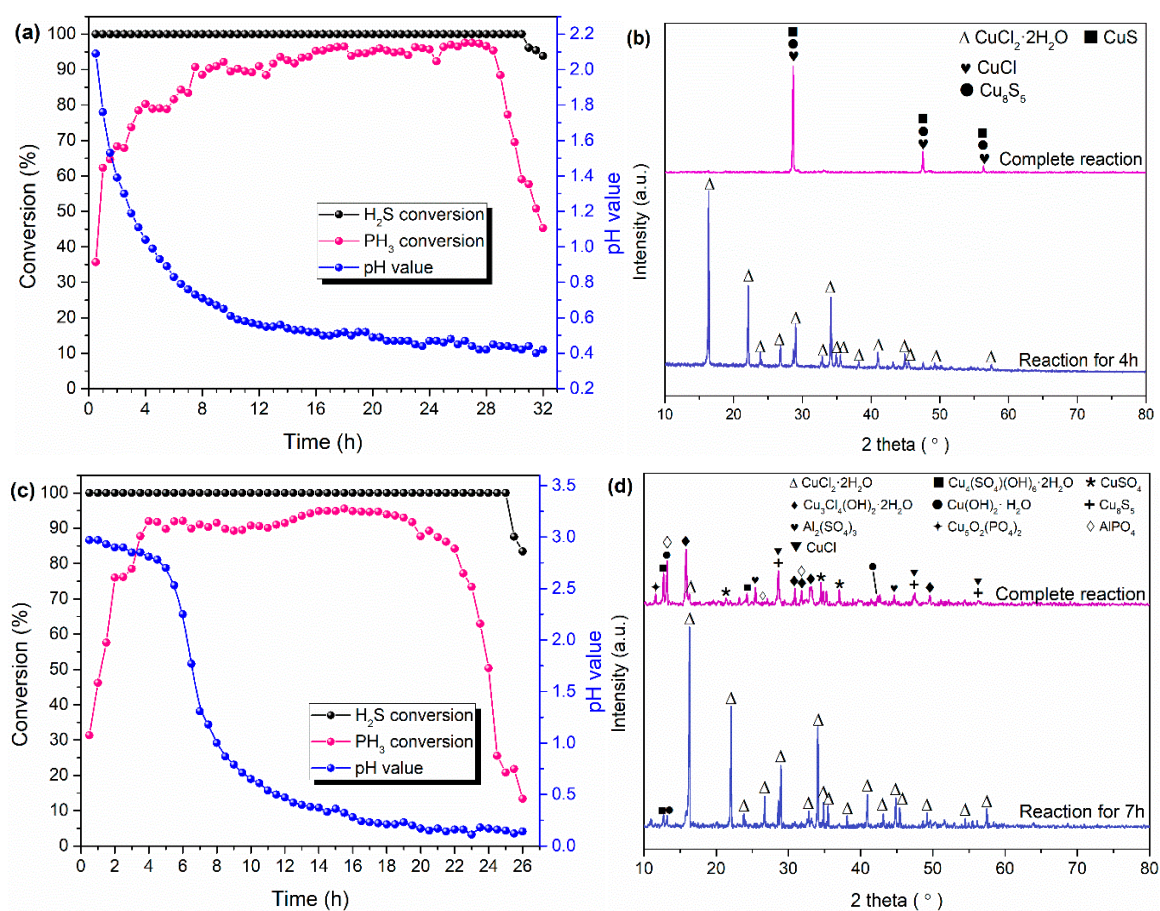 (a)
Conversion (%)
100
90
80
70
60
50
40
30
20
10
0
2.2
2.0
1.8
1.6
1.4
1.2
1.0
0.8
0.6
0.4
0.2
pH value
H₂S conversion
PH₃ conversion
pH value
0 4 8 12 16 20 24 28 32
Time (h)
(b)
Intensity (a.u.)
Δ CuCl₂·2H₂O ■ CuS
♥ CuCl
● Cu₈S₅
Complete reaction
Reaction for 4h
10 20 30 40 50 60 70 80
2 theta ( ° )
(c)
Conversion (%)
100
90
80
70
60
50
40
30
20
10
0
3.5
3.0
2.5
2.0
1.5
1.0
0.5
0.0
pH value
H₂S conversion
PH₃ conversion
pH value
0 2 4 6 8 10 12 14 16 18 20 22 24 26
Time (h)
(d)
Intensity (a.u.)
△ CuCl₂·2H₂O ■ Cu₄(SO₄)(OH)₆·2H₂O ★ CuSO₄
♦ Cu₃Cl₄(OH)₂·2H₂O ● Cu(OH)₂·H₂O + Cu₈S₅
♥ Al₂(SO₄)₃ ✦ Cu₅O₂(PO₄)₂ ◊ AlPO₄
▼ CuCl
Complete reaction
Reaction for 7h
10 20 30 40 50 60 70 80
2 theta ( ° )